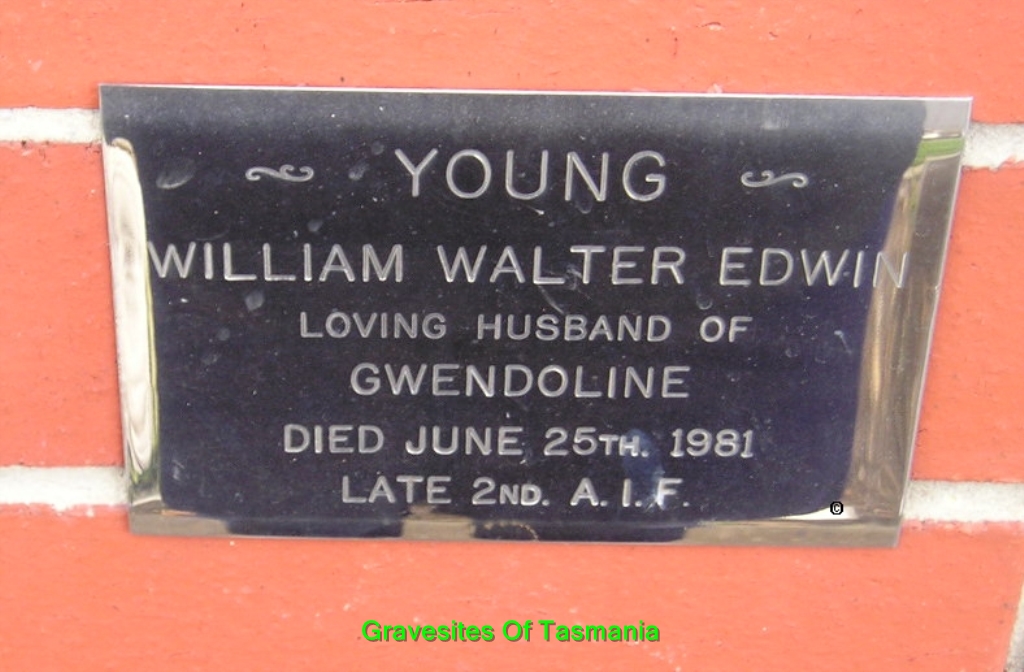 ~ YOUNG ~
WILLIAM WALTER EDWIN
LOVING HUSBAND OF
GWENDOLINE
DIED JUNE 25TH. 1981
LATE 2ND. A.I.F.
©
Gravesites Of Tasmania